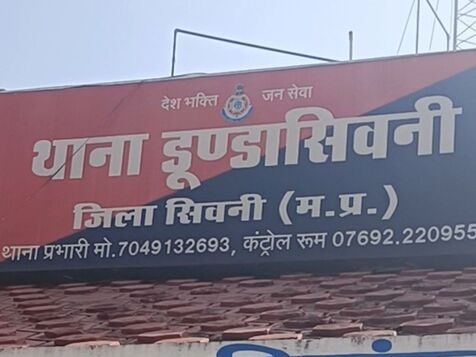 देश भक्ति जन सेवा
थाना डूण्डासिवनी
जिला सिवनी (म.प्र.)
थाना प्रभारी मो.7049132693, कंट्रोल रूम 07692.220955